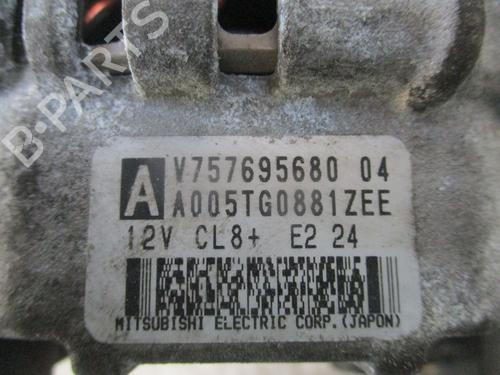 B-PARTS
A
V757695680 04
A005TG0881ZEE
12V CL8+ E2 24
MITSUBISHI ELECTRIC CORP.(JAPON)